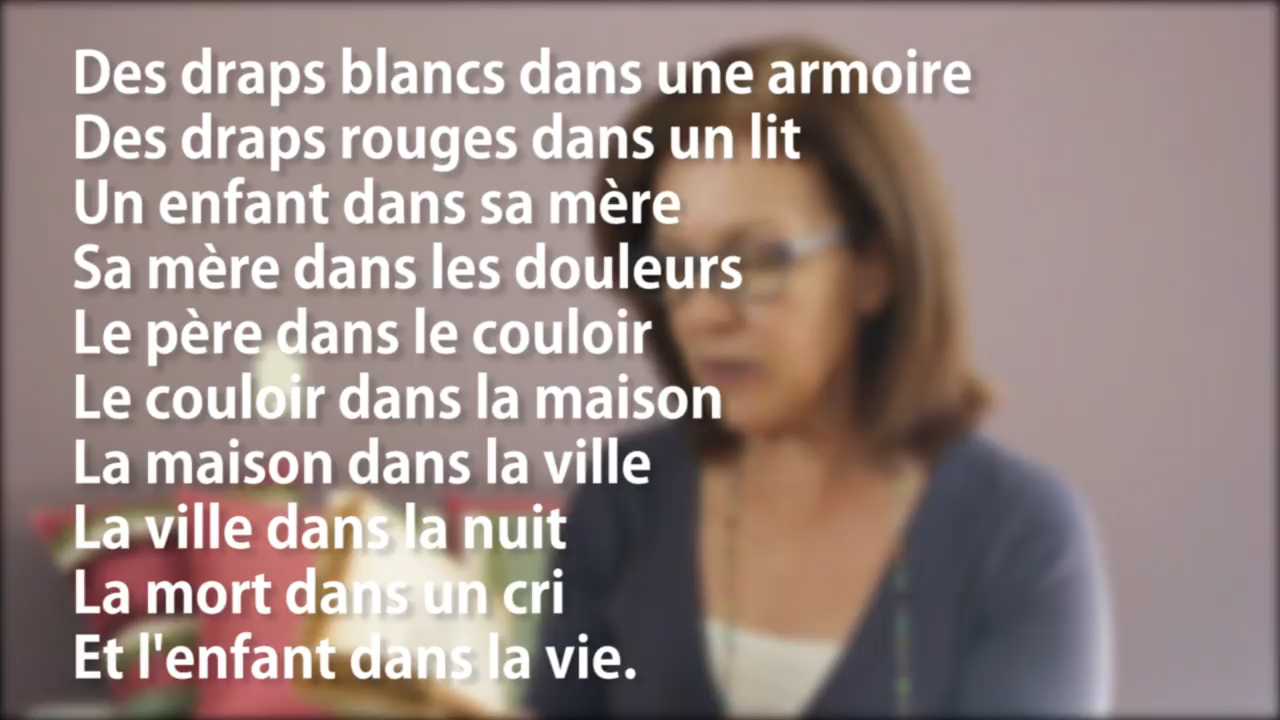 Des draps blancs dans une armoire
Des draps rouges dans un lit
Un enfant dans sa mère
Sa mère dans les douleurs
Le père dans le couloir
Le couloir dans la maison
La maison dans la ville
La ville dans la nuit
La mort dans un cri
Et l'enfant dans la vie.